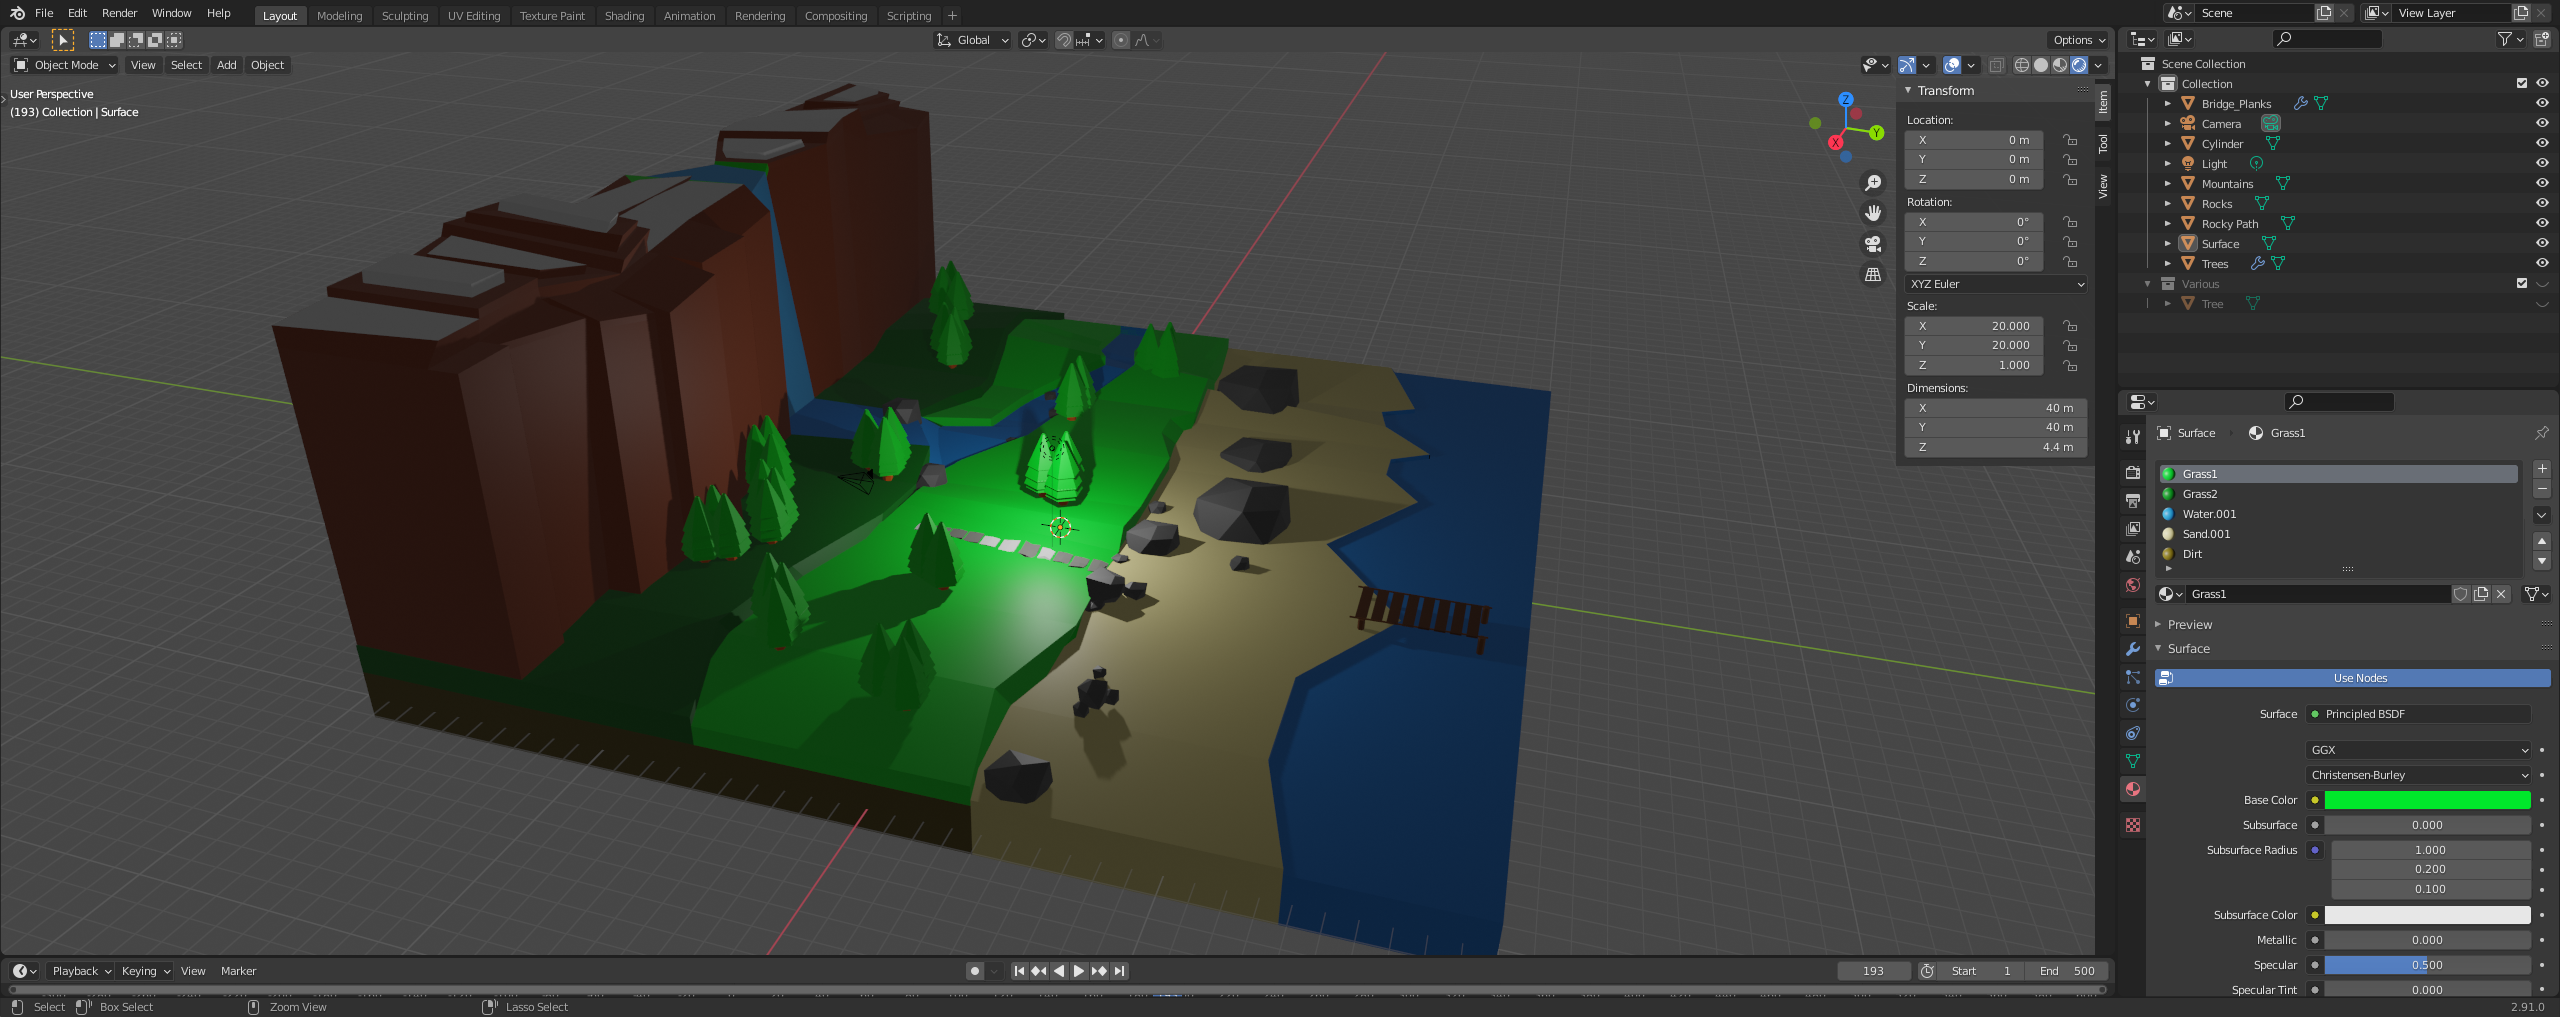 File Edit Render Window Help Layout Modeling Sculpting UV Editing Texture Paint Shading Animation Rendering Compositing Scripting + Scene View Layer
Global Options
Object Mode View Select Add Object
User Perspective
(193) Collection | Surface
Z
Y
X
Transform
Location:
X 0 m
Y 0 m
Z 0 m
Rotation:
X 0°
Y 0°
Z 0°
XYZ Euler
Scale:
X 20.000
Y 20.000
Z 1.000
Dimensions:
X 40 m
Y 40 m
Z 4.4 m
Item
Tool
View
Scene Collection
Collection
Bridge_Planks
Camera
Cylinder
Light
Mountains
Rocks
Rocky Path
Surface
Trees
Various
Tree
Surface Grass1
Grass1
Grass2
Water.001
Sand.001
Dirt
Grass1
Preview
Surface
Use Nodes
Surface Principled BSDF
GGX
Christensen-Burley
Base Color
Subsurface 0.000
Subsurface Radius 1.000
0.200
0.100
Subsurface Color
Metallic 0.000
Specular 0.500
Specular Tint 0.000
Playback Keying View Marker 193 Start 1 End 500
Select Box Select Zoom View Lasso Select 2.91.0